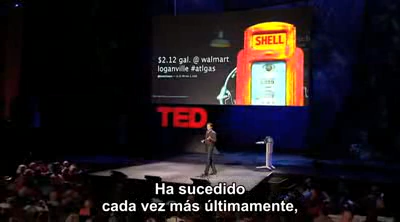 SHELL
$2.12 gal. @ walmart
loganville #atlgas
TED
Ha sucedido
cada vez más últimamente,